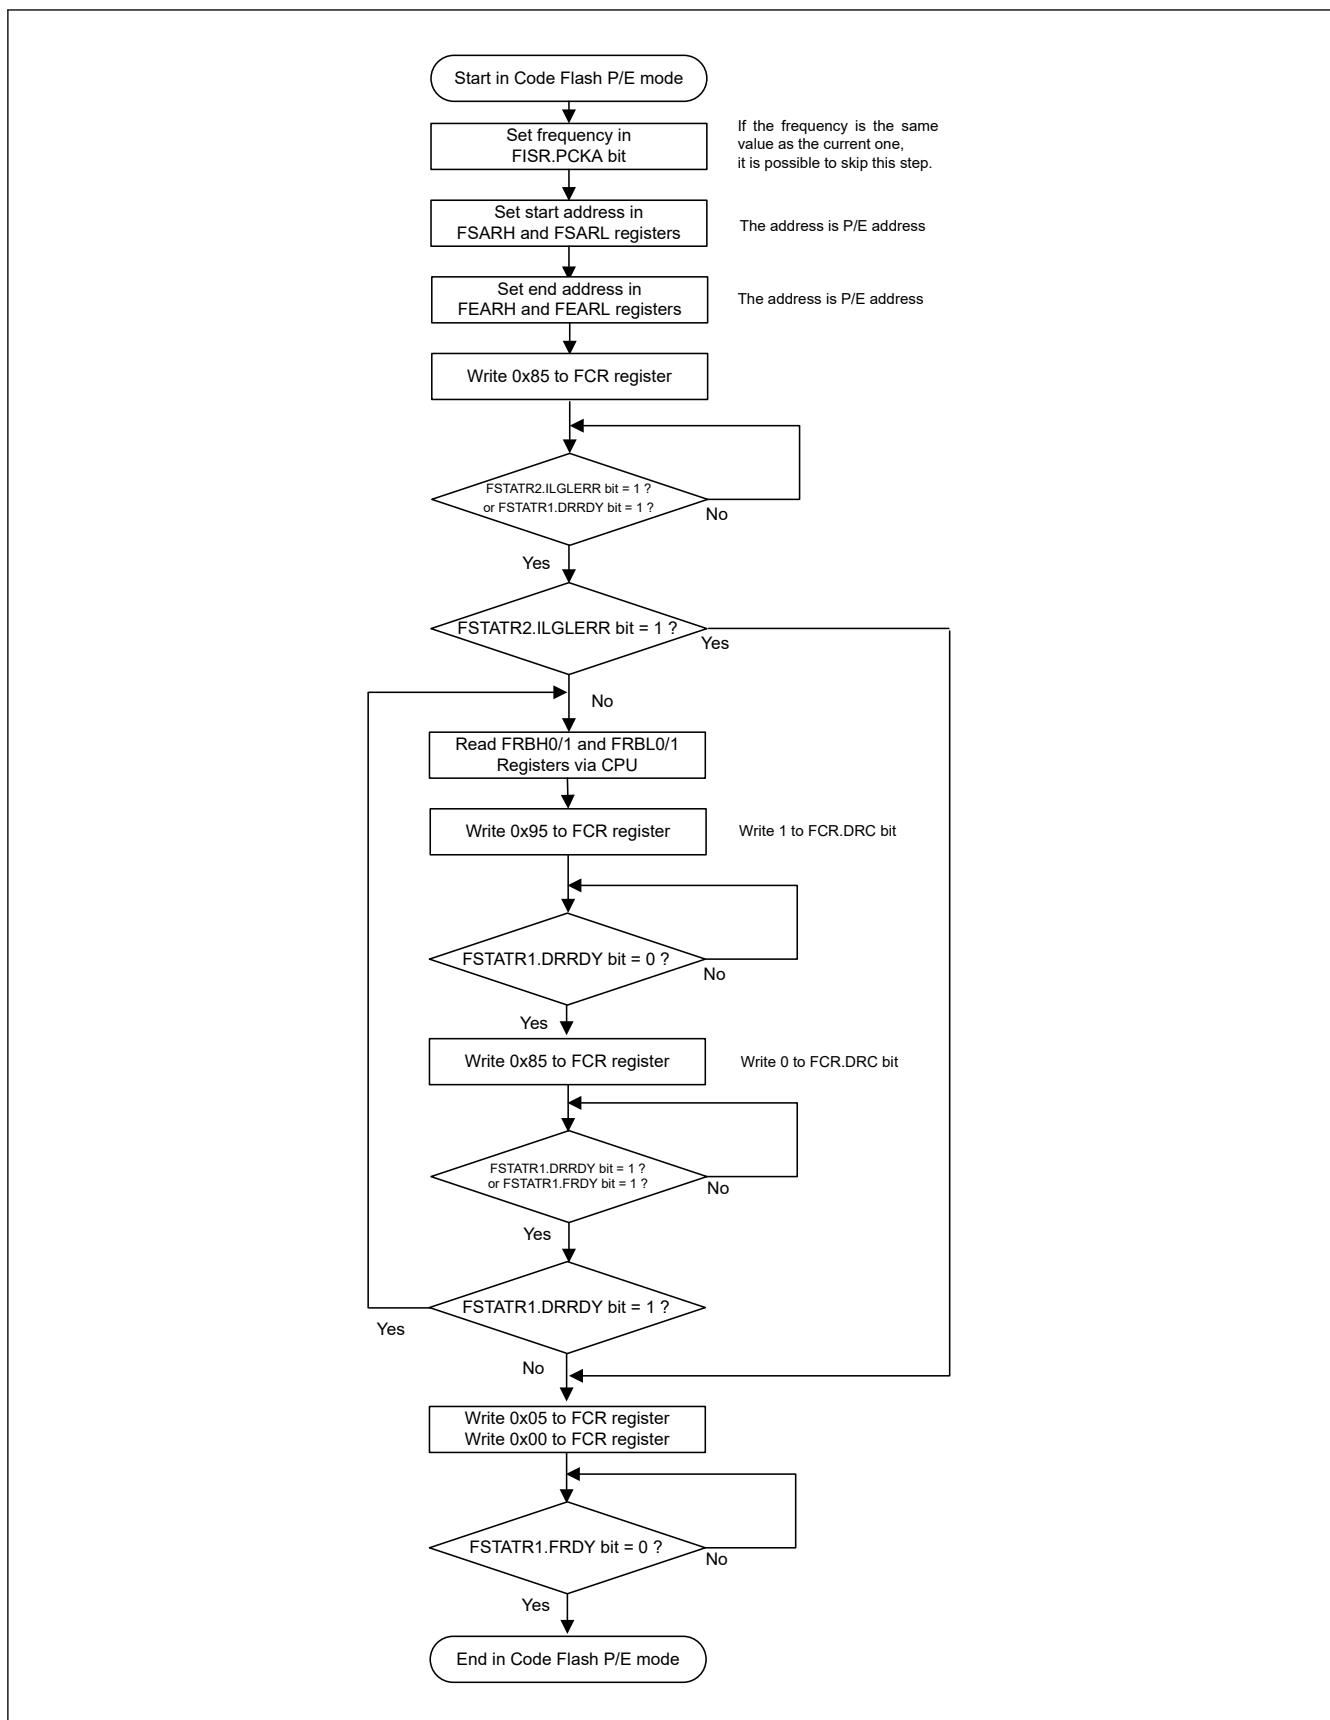 Start in Code Flash P/E mode
Set frequency in
FISR.PCKA bit
If the frequency is the same
value as the current one,
it is possible to skip this step.
Set start address in
FSARH and FSARL registers
The address is P/E address
Set end address in
FEARH and FEARL registers
The address is P/E address
Write 0x85 to FCR register
FSTATR2.ILGLERR bit = 1 ?
or FSTATR1.DRRDY bit = 1 ?
No
Yes
FSTATR2.ILGLERR bit = 1 ?
Yes
No
Read FRBH0/1 and FRBL0/1
Registers via CPU
Write 0x95 to FCR register
Write 1 to FCR.DRC bit
FSTATR1.DRRDY bit = 0 ?
No
Yes
Write 0x85 to FCR register
Write 0 to FCR.DRC bit
FSTATR1.DRRDY bit = 1 ?
or FSTATR1.FRDY bit = 1 ?
No
Yes
FSTATR1.DRRDY bit = 1 ?
Yes
No
Write 0x05 to FCR register
Write 0x00 to FCR register
FSTATR1.FRDY bit = 0 ?
No
Yes
End in Code Flash P/E mode